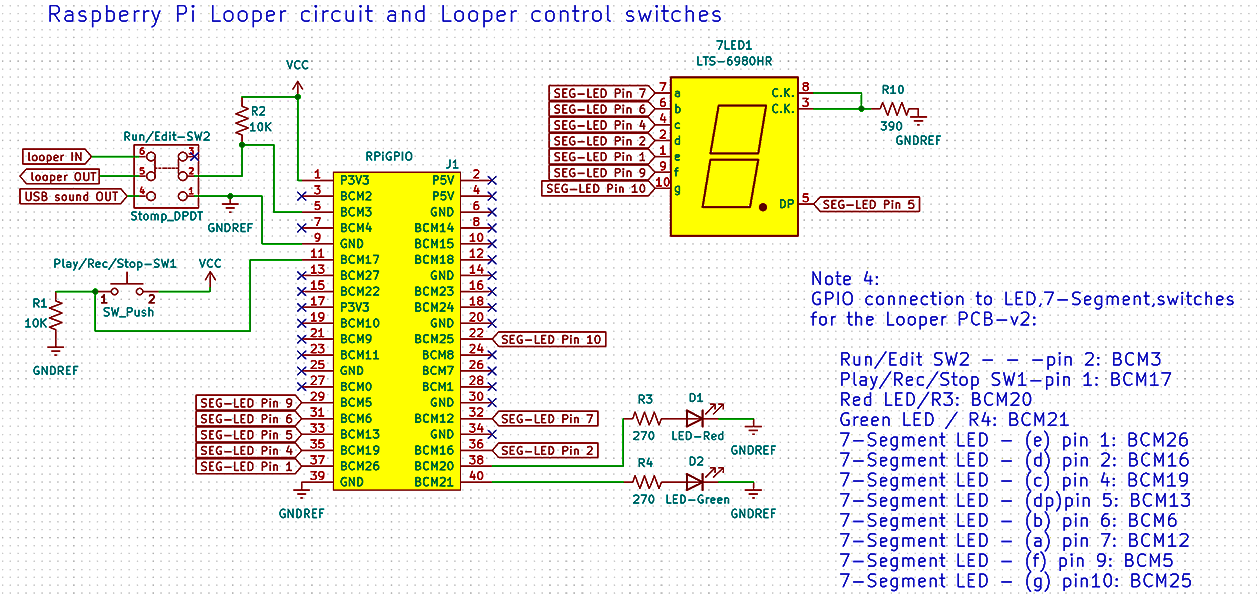 Raspberry Pi Looper circuit and Looper control switches
VCC
R2
10K
Run/Edit-SW2
looper IN
looper OUT
USB sound OUT
6
5
4
3
2
1
Stomp_DPDT
GNDREF
Play/Rec/Stop-SW1
VCC
1
2
SW_Push
R1
10K
GNDREF
RPiGPIO
J1
1 P3V3 P5V 2
3 BCM2 P5V 4
5 BCM3 GND 6
7 BCM4 BCM14 8
9 GND BCM15 10
11 BCM17 BCM18 12
13 BCM27 GND 14
15 BCM22 BCM23 16
17 P3V3 BCM24 18
19 BCM10 GND 20
21 BCM9 BCM25 22 SEG-LED Pin 10
23 BCM11 BCM8 24
25 GND BCM7 26
27 BCM0 BCM1 28
SEG-LED Pin 9 29 BCM5 GND 30
SEG-LED Pin 6 31 BCM6 BCM12 32 SEG-LED Pin 7
SEG-LED Pin 5 33 BCM13 GND 34
SEG-LED Pin 4 35 BCM19 BCM16 36 SEG-LED Pin 2
SEG-LED Pin 1 37 BCM26 BCM20 38
39 GND BCM21 40
GNDREF
R3
270
D1
LED-Red
GNDREF
R4
270
D2
LED-Green
GNDREF
7LED1
LTS-6980HR
SEG-LED Pin 7 7 a C.K. 8
SEG-LED Pin 6 6 b C.K. 3
SEG-LED Pin 4 4 c
SEG-LED Pin 2 2 d
SEG-LED Pin 1 1 e
SEG-LED Pin 9 9 f
SEG-LED Pin 10 10 g
DP 5 SEG-LED Pin 5
R10
390
GNDREF
Note 4:
GPIO connection to LED,7-Segment,switches
for the Looper PCB-v2:
Run/Edit SW2 - - -pin 2: BCM3
Play/Rec/Stop SW1-pin 1: BCM17
Red LED/R3: BCM20
Green LED / R4: BCM21
7-Segment LED - (e) pin 1: BCM26
7-Segment LED - (d) pin 2: BCM16
7-Segment LED - (c) pin 4: BCM19
7-Segment LED - (dp)pin 5: BCM13
7-Segment LED - (b) pin 6: BCM6
7-Segment LED - (a) pin 7: BCM12
7-Segment LED - (f) pin 9: BCM5
7-Segment LED - (g) pin10: BCM25